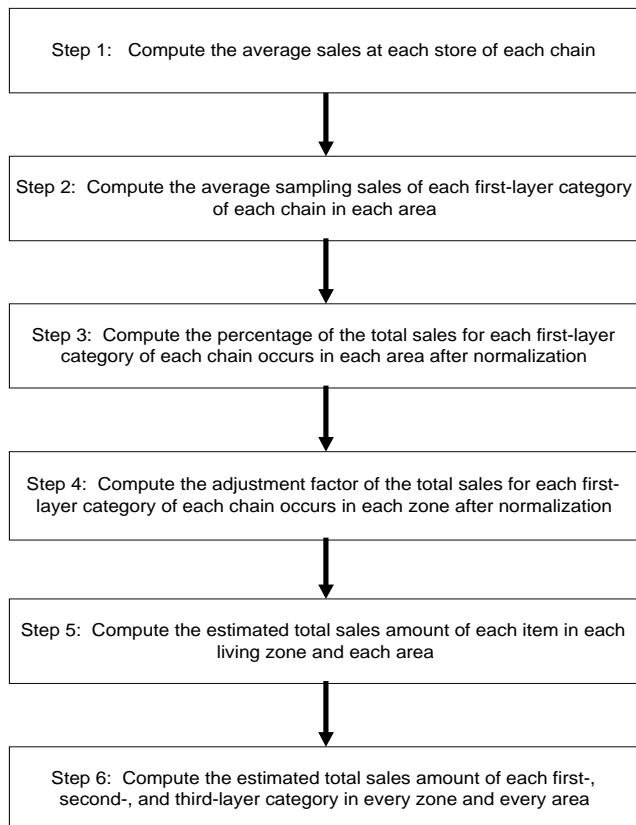 Step 1: Compute the average sales at each store of each chain
Step 2: Compute the average sampling sales of each first-layer category
of each chain in each area
Step 3: Compute the percentage of the total sales for each first-layer
category of each chain occurs in each area after normalization
Step 4: Compute the adjustment factor of the total sales for each first-
layer category of each chain occurs in each zone after normalization
Step 5: Compute the estimated total sales amount of each item in each
living zone and each area
Step 6: Compute the estimated total sales amount of each first-,
second-, and third-layer category in every zone and every area